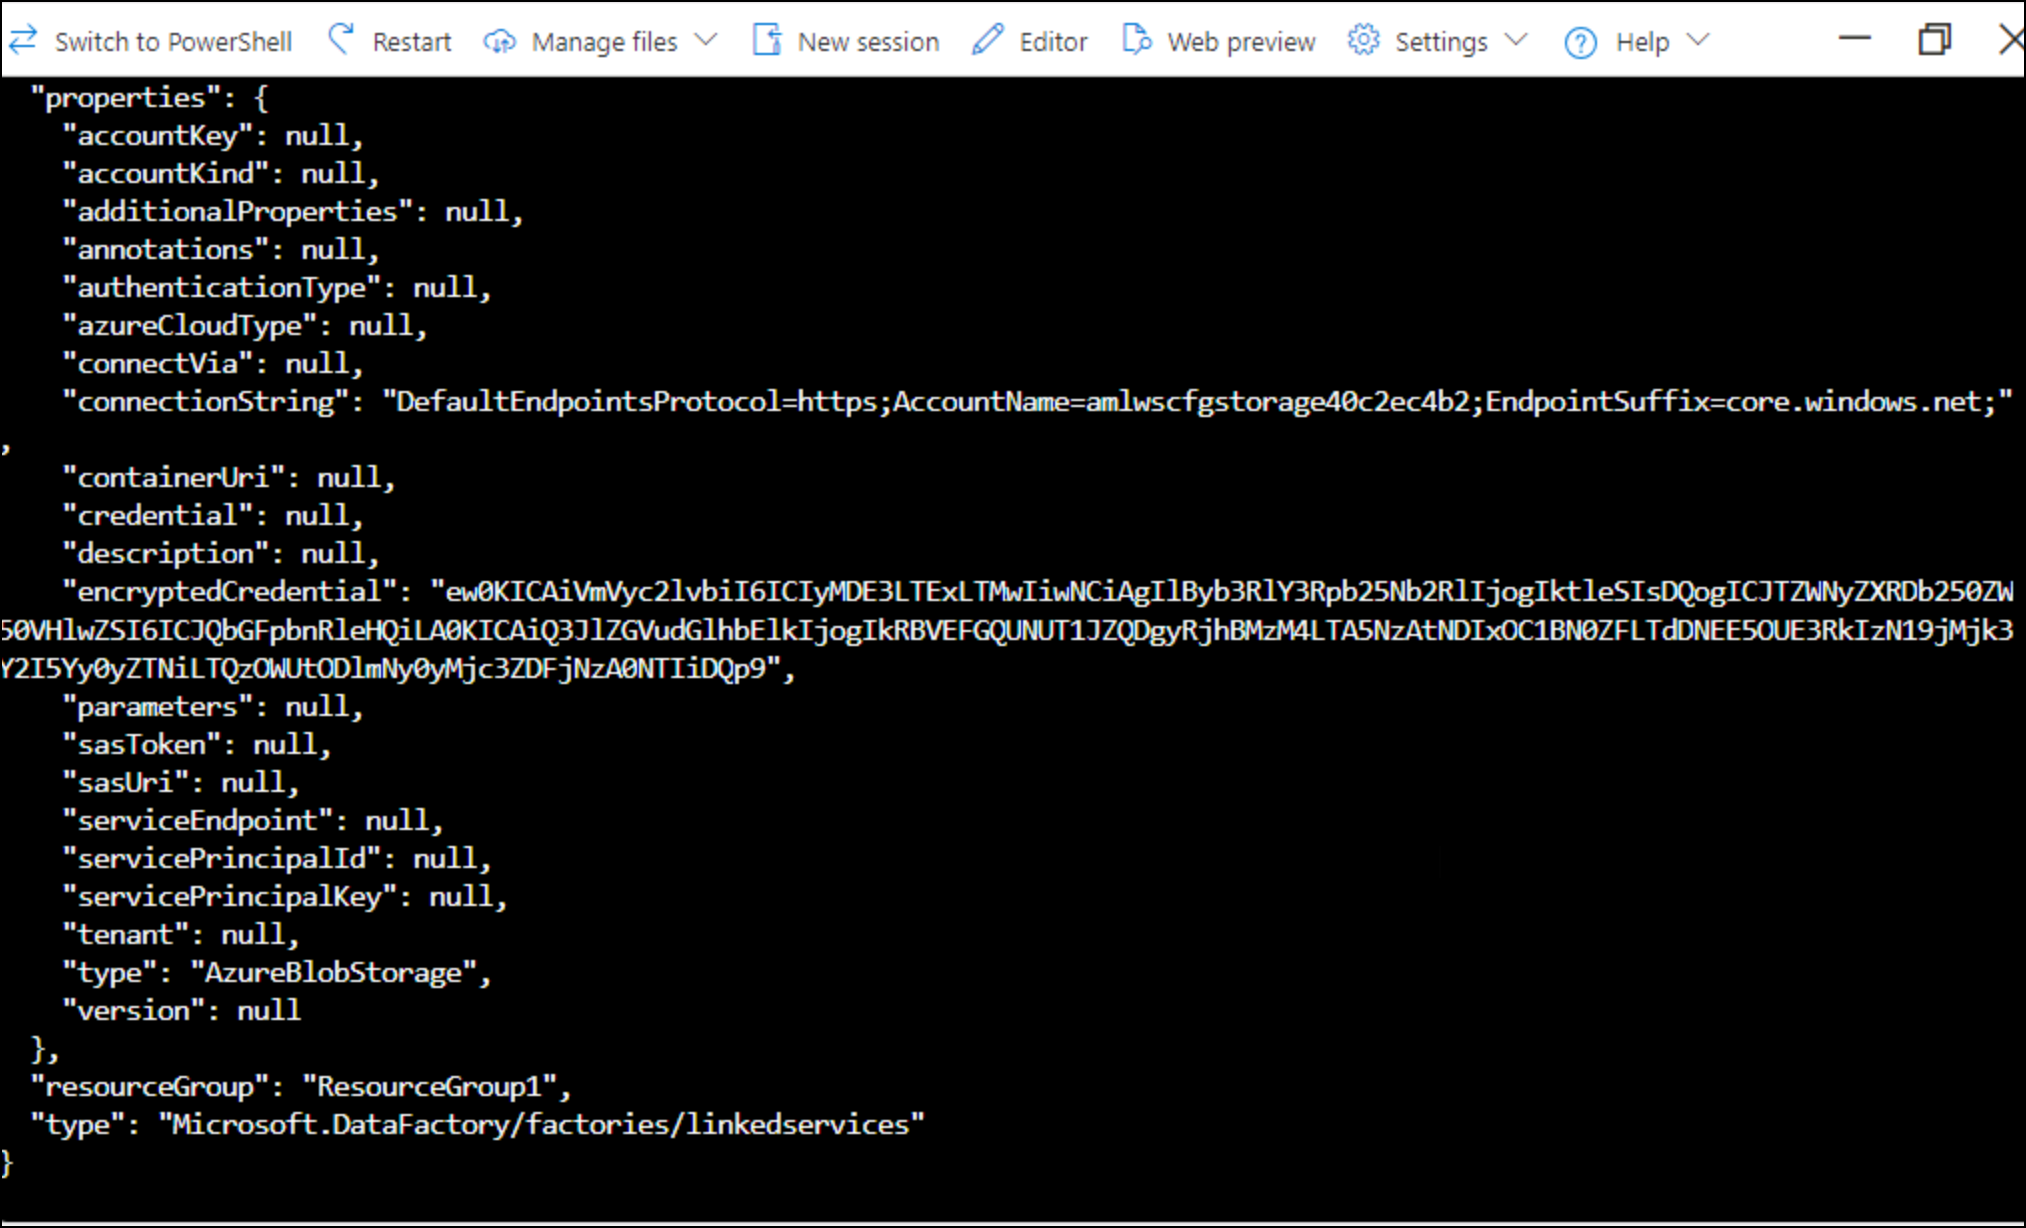 Switch to PowerShell Restart Manage files New session Editor Web preview Settings Help
"properties": {
"accountKey": null,
"accountKind": null,
"additionalProperties": null,
"annotations": null,
"authenticationType": null,
"azureCloudType": null,
"connectVia": null,
"connectionString": "DefaultEndpointsProtocol=https;AccountName=amlwscfgstorage40c2ec4b2;EndpointSuffix=core.windows.net;"
,
"containerUri": null,
"credential": null,
"description": null,
"encryptedCredential": "ew0KICAiVmVyc2lvbiI6ICIyMDE3LTExLTMwIiwNCiAgIlByb3RlY3Rpb25Nb2RlIjogIktleSIsDQogICJTZWNyZXRDb250ZW
50VHlwZSI6ICJQbGFpbnRleHQiLA0KICAiQ3JlZGVudGlhbElkIjogIkRBVEFGQUNUT1JZQDgyRjhBMzM4LTA5NzAtNDIxOC1BN0ZFLTdDNEE5OUE3RkIzN19jMjk3
Y2I5Yy0yZTNiLTQzOWUtODlmNy0yMjc3ZDFjNzA0NTIiDQp9",
"parameters": null,
"sasToken": null,
"sasUri": null,
"serviceEndpoint": null,
"servicePrincipalId": null,
"servicePrincipalKey": null,
"tenant": null,
"type": "AzureBlobStorage",
"version": null
},
"resourceGroup": "ResourceGroup1",
"type": "Microsoft.DataFactory/factories/linkedservices"
}